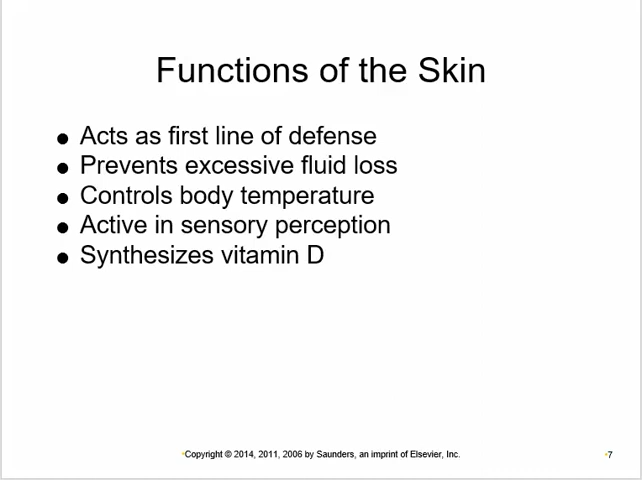 Functions of the Skin
● Acts as first line of defense
● Prevents excessive fluid loss
● Controls body temperature
● Active in sensory perception
● Synthesizes vitamin D
•Copyright © 2014, 2011, 2006 by Saunders, an imprint of Elsevier, Inc.
•7